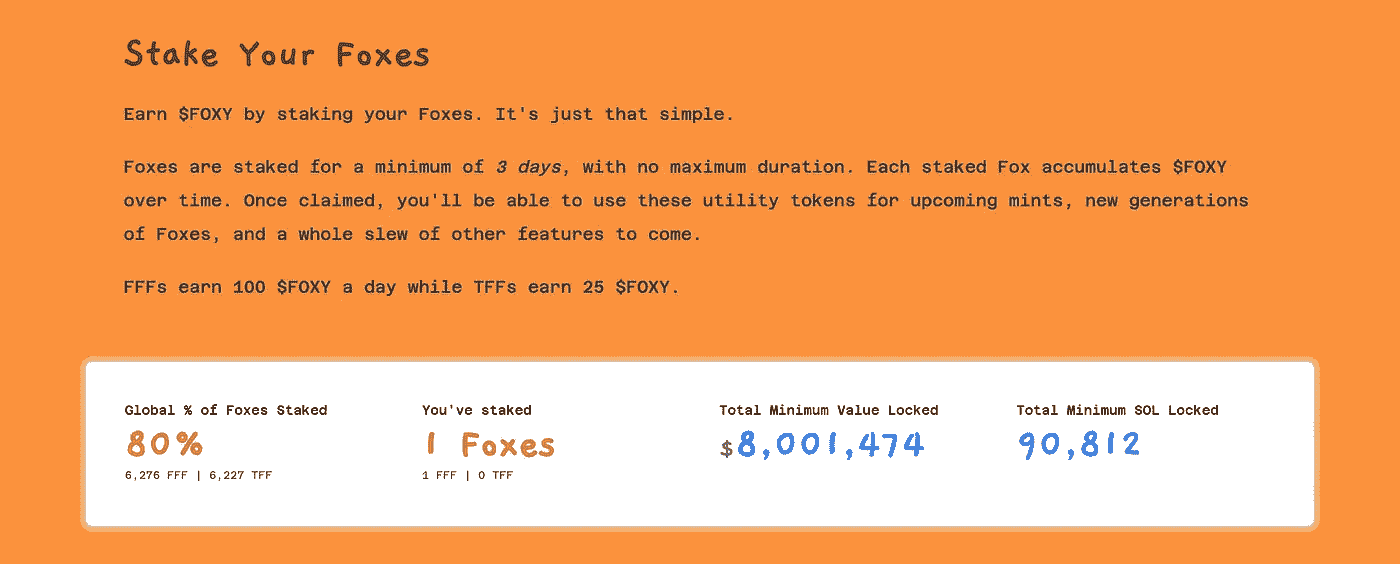 Stake Your Foxes
Earn $FOXY by staking your Foxes. It's just that simple.
Foxes are staked for a minimum of 3 days, with no maximum duration. Each staked Fox accumulates $FOXY
over time. Once claimed, you'll be able to use these utility tokens for upcoming mints, new generations
of Foxes, and a whole slew of other features to come.
FFFs earn 100 $FOXY a day while TFFs earn 25 $FOXY.
Global % of Foxes Staked
80%
6,276 FFF | 6,227 TFF
You've staked
1 Foxes
1 FFF | 0 TFF
Total Minimum Value Locked
$8,001,474
Total Minimum SOL Locked
90,812